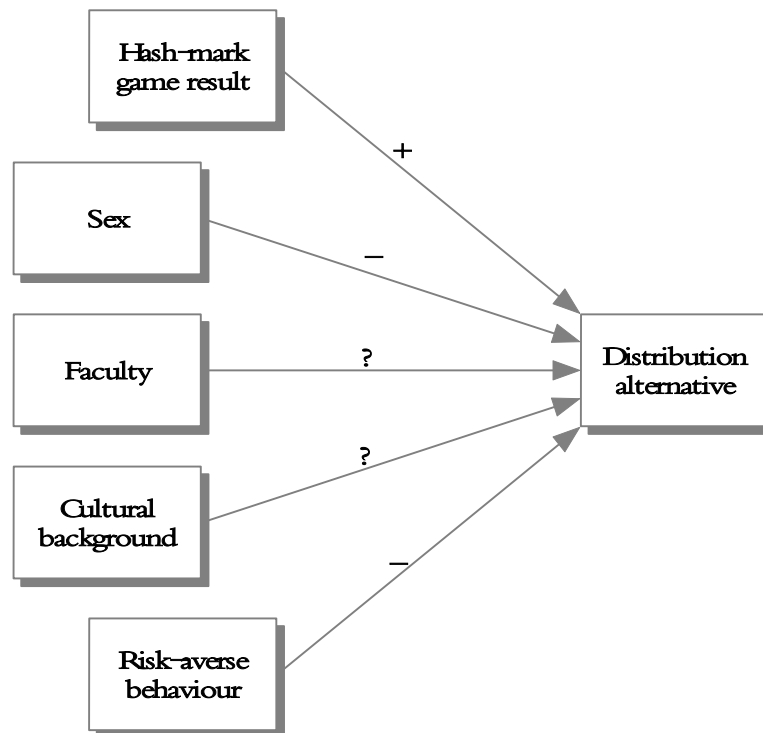 Hash-mark
game result
+
Sex
–
Faculty
?
Distribution
alternative
?
Cultural
background
–
Risk-averse
behaviour